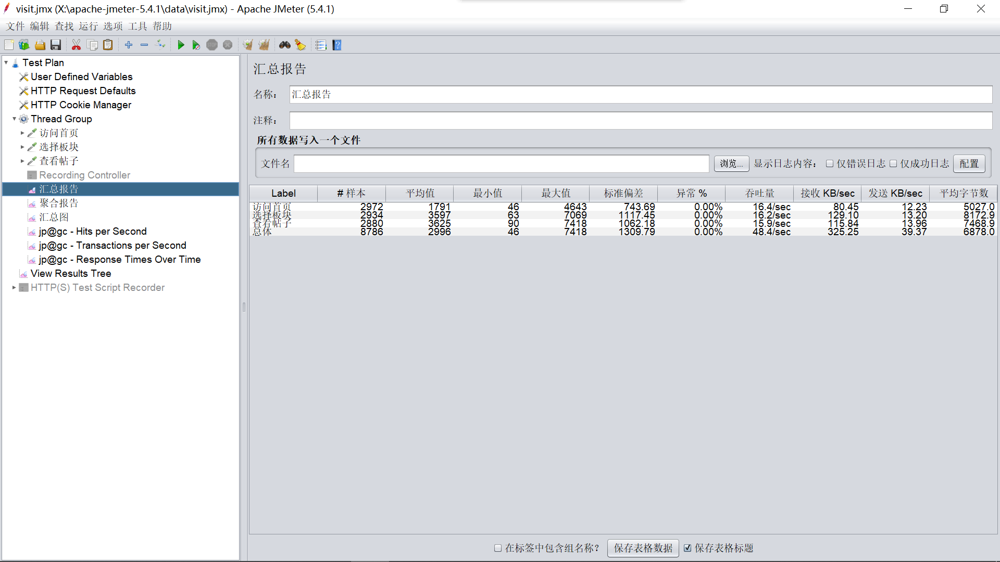 visit.jmx (X:\apache-jmeter-5.4.1\data\visit.jmx) - Apache JMeter (5.4.1)
文件 编辑 查找 运行 选项 工具 帮助
STOP
Test Plan
User Defined Variables
HTTP Request Defaults
HTTP Cookie Manager
Thread Group
访问首页
选择板块
查看帖子
Recording Controller
汇总报告
聚合报告
汇总图
jp@gc - Hits per Second
jp@gc - Transactions per Second
jp@gc - Response Times Over Time
View Results Tree
HTTP(S) Test Script Recorder
汇总报告
名称： 汇总报告
注释：
所有数据写入一个文件
文件名 浏览... 显示日志内容： 仅错误日志 仅成功日志 配置
Label # 样本 平均值 最小值 最大值 标准偏差 异常 % 吞吐量 接收 KB/sec 发送 KB/sec 平均字节数
访问首页 2972 1791 46 4643 743.69 0.00% 16.4/sec 80.45 12.23 5027.0
选择板块 2934 3597 63 7069 1117.45 0.00% 16.2/sec 129.10 13.20 8172.9
查看帖子 2880 3625 90 7418 1062.18 0.00% 15.9/sec 115.84 13.96 7468.9
总体 8786 2996 46 7418 1309.79 0.00% 48.4/sec 325.25 39.37 6878.0
在标签中包含组名称？ 保存表格数据 保存表格标题